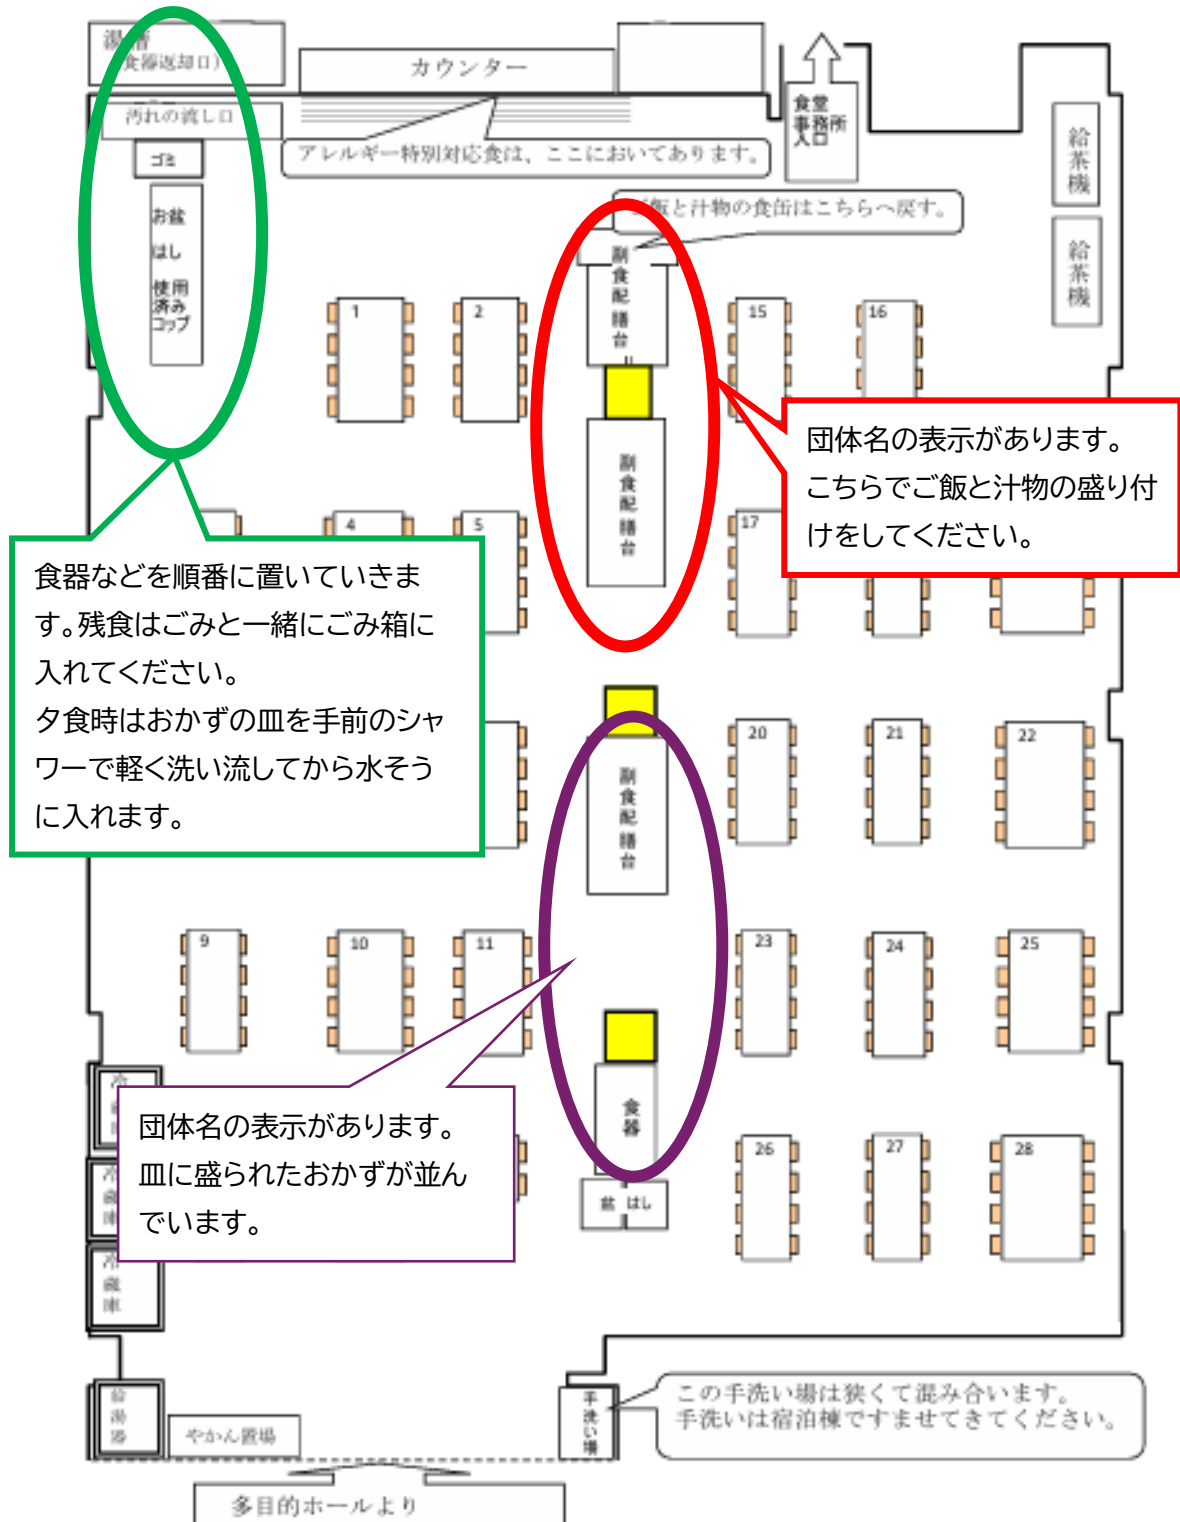 湯槽
(食器返却口)
カウンター
汚れの流し口
ゴミ
アレルギー特別対応食は、ここにおいてあります。
食堂
事務所
入口
給茶機
給茶機
お盆
はし
使用
済み
コップ
ご飯と汁物の食缶はこちらへ戻す。
副食配膳台
1
2
15
16
団体名の表示があります。
こちらでご飯と汁物の盛り付
けをしてください。
副食配膳台
4
5
17
食器などを順番に置いていきま
す。残食はごみと一緒にごみ箱に
入れてください。
夕食時はおかずの皿を手前のシャ
ワーで軽く洗い流してから水そう
に入れます。
副食配膳台
20
21
22
9
10
11
23
24
25
団体名の表示があります。
皿に盛られたおかずが並ん
でいます。
食器
盆 はし
26
27
28
冷蔵庫
冷蔵庫
給湯器
やかん置場
手洗い場
この手洗い場は狭くて混み合います。
手洗いは宿泊棟ですませてきてください。
多目的ホールより